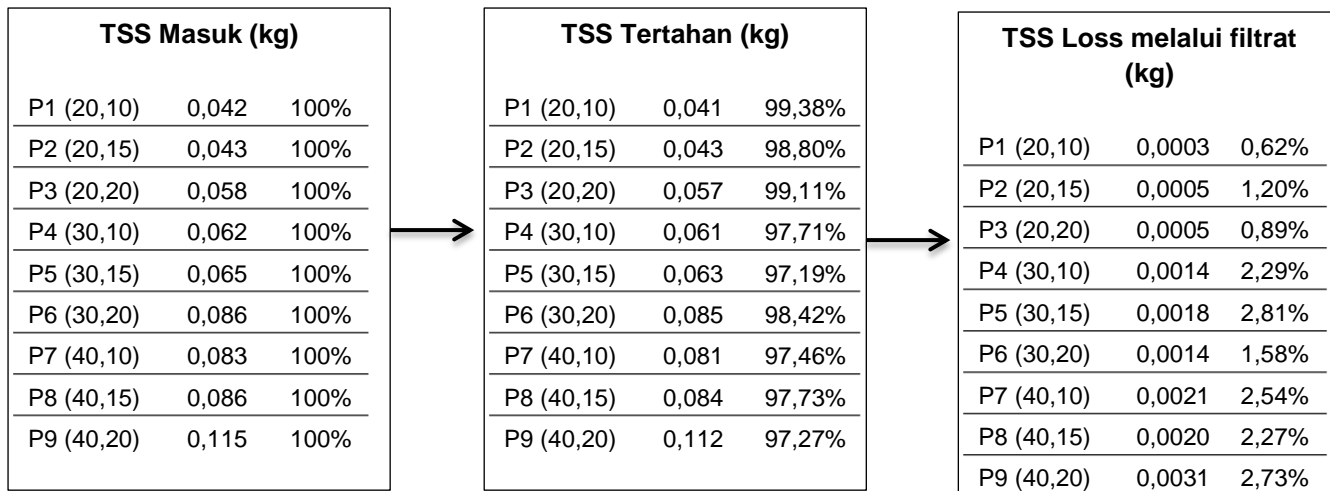 TSS Masuk (kg)
P1 (20,10) 0,042 100%
P2 (20,15) 0,043 100%
P3 (20,20) 0,058 100%
P4 (30,10) 0,062 100%
P5 (30,15) 0,065 100%
P6 (30,20) 0,086 100%
P7 (40,10) 0,083 100%
P8 (40,15) 0,086 100%
P9 (40,20) 0,115 100%
TSS Tertahan (kg)
P1 (20,10) 0,041 99,38%
P2 (20,15) 0,043 98,80%
P3 (20,20) 0,057 99,11%
P4 (30,10) 0,061 97,71%
P5 (30,15) 0,063 97,19%
P6 (30,20) 0,085 98,42%
P7 (40,10) 0,081 97,46%
P8 (40,15) 0,084 97,73%
P9 (40,20) 0,112 97,27%
TSS Loss melalui filtrat
(kg)
P1 (20,10) 0,0003 0,62%
P2 (20,15) 0,0005 1,20%
P3 (20,20) 0,0005 0,89%
P4 (30,10) 0,0014 2,29%
P5 (30,15) 0,0018 2,81%
P6 (30,20) 0,0014 1,58%
P7 (40,10) 0,0021 2,54%
P8 (40,15) 0,0020 2,27%
P9 (40,20) 0,0031 2,73%